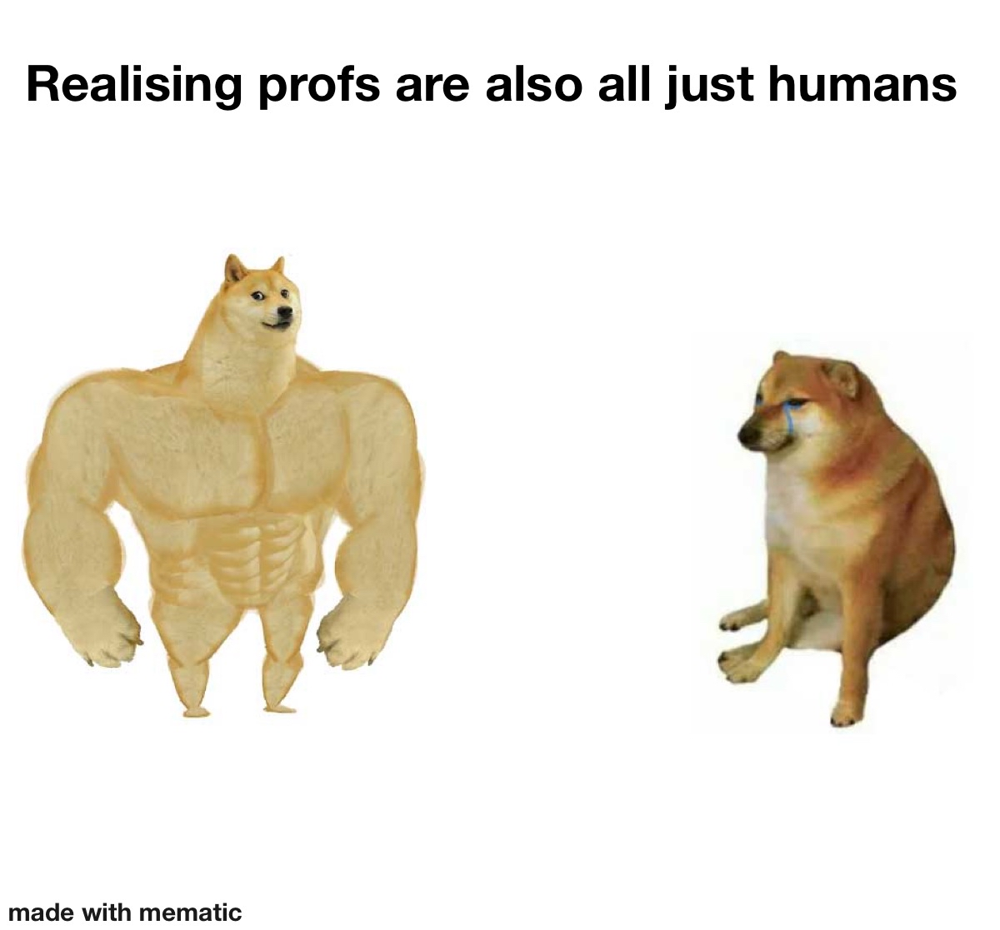 Realising profs are also all just humans
made with mematic